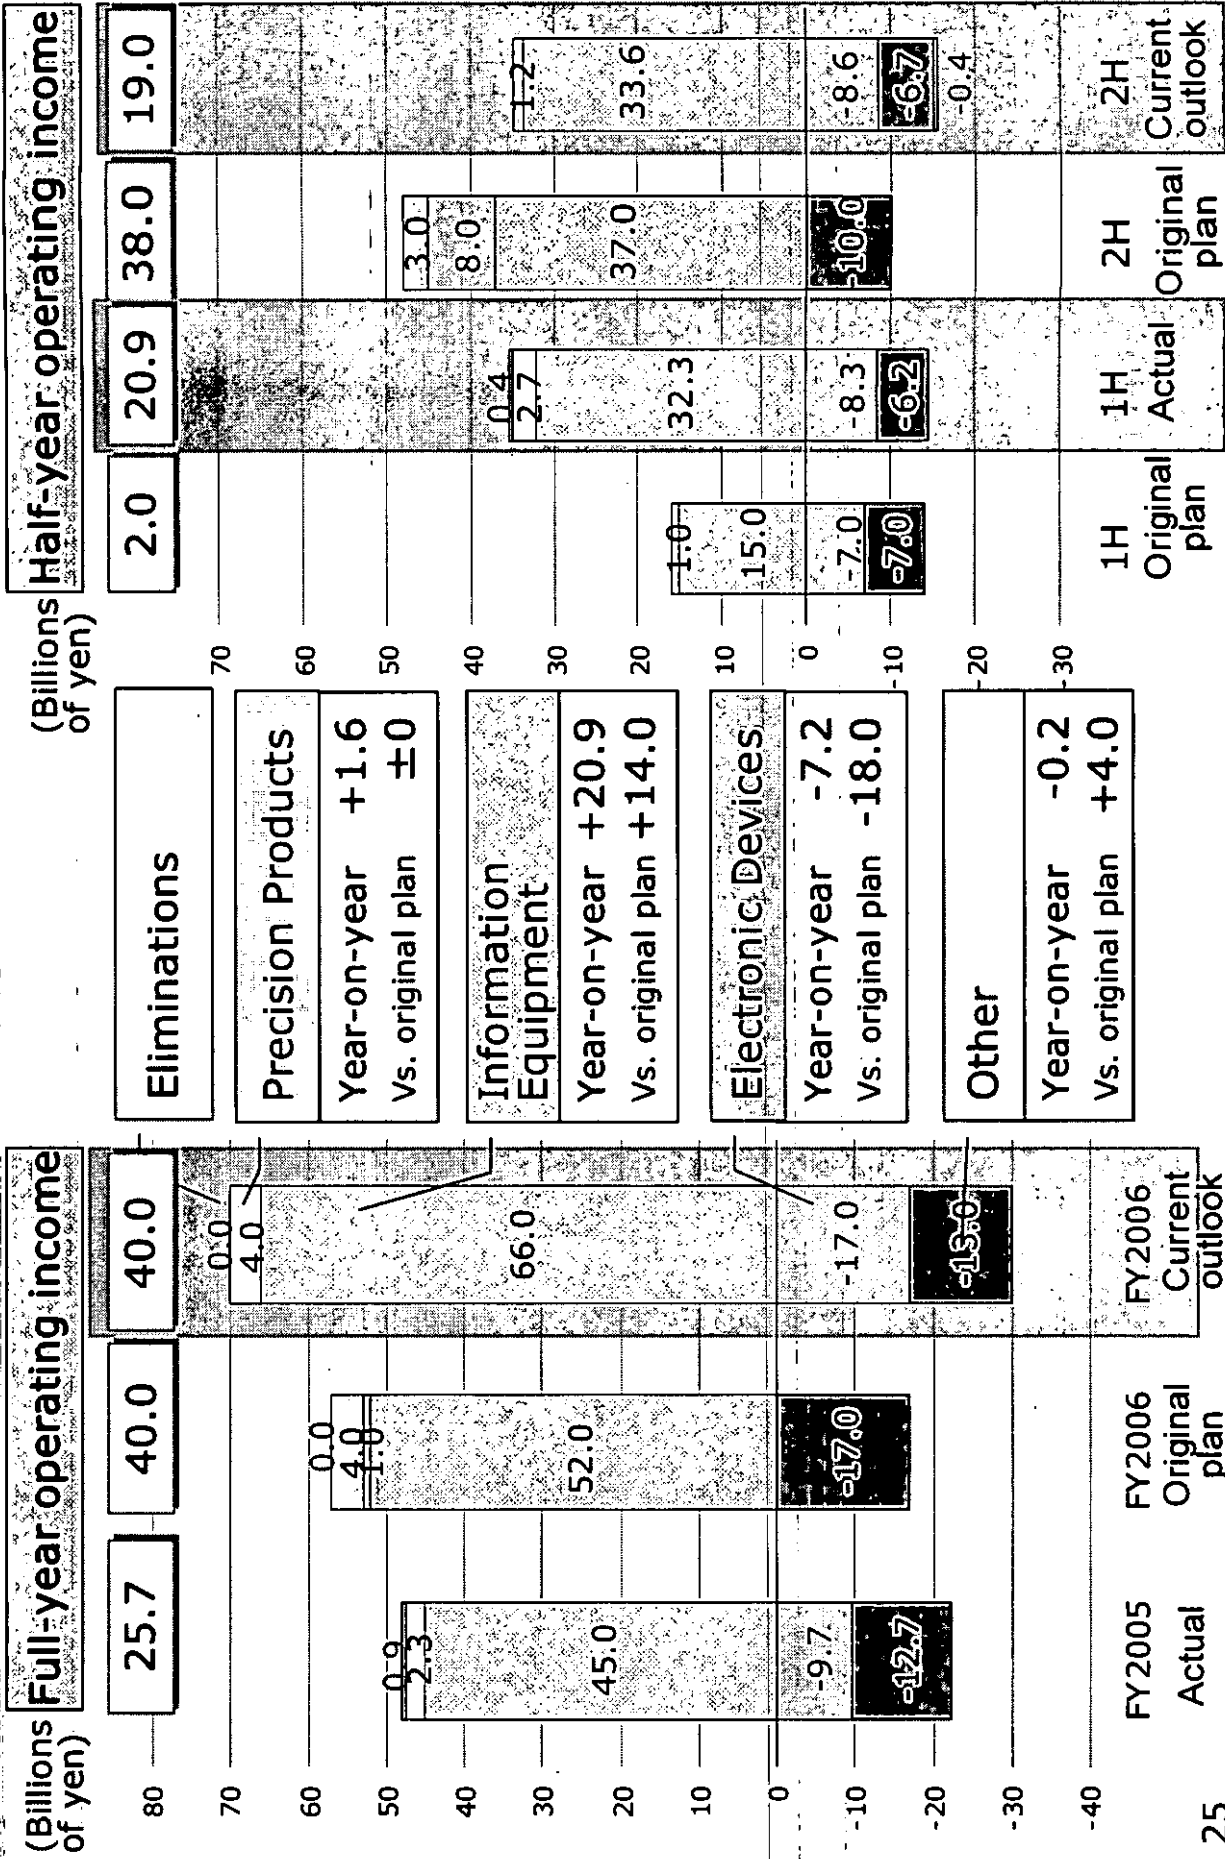 Full-year operating income
(Billions
of yen)
25.7
40.0
40.0
80
70
60
50
40
30
20
10
0
-10
-20
-30
-40
0.9
2.3
45.0
-9.7
-12.7
0.0
4.0
1.0
52.0
-17.0
0.0
4.0
66.0
-17.0
-13.0
FY2005
Actual
FY2006
Original
plan
FY2006
Current
outlook
Eliminations
Precision Products
Year-on-year +1.6
Vs. original plan ±0
Information
Equipment
Year-on-year +20.9
Vs. original plan +14.0
Electronic Devices
Year-on-year -7.2
Vs. original plan -18.0
Other
Year-on-year -0.2
Vs. original plan +4.0
Half-year operating income
(Billions
of yen)
2.0
20.9
38.0
19.0
70
60
50
40
30
20
10
0
-10
-20
-30
1.0
15.0
-7.0
-7.0
0.4
2.7
32.3
-8.3
-6.2
3.0
8.0
37.0
-10.0
1.2
33.6
-8.6
-6.7
-0.4
1H
Original
plan
1H
Actual
2H
Original
plan
2H
Current
outlook
25